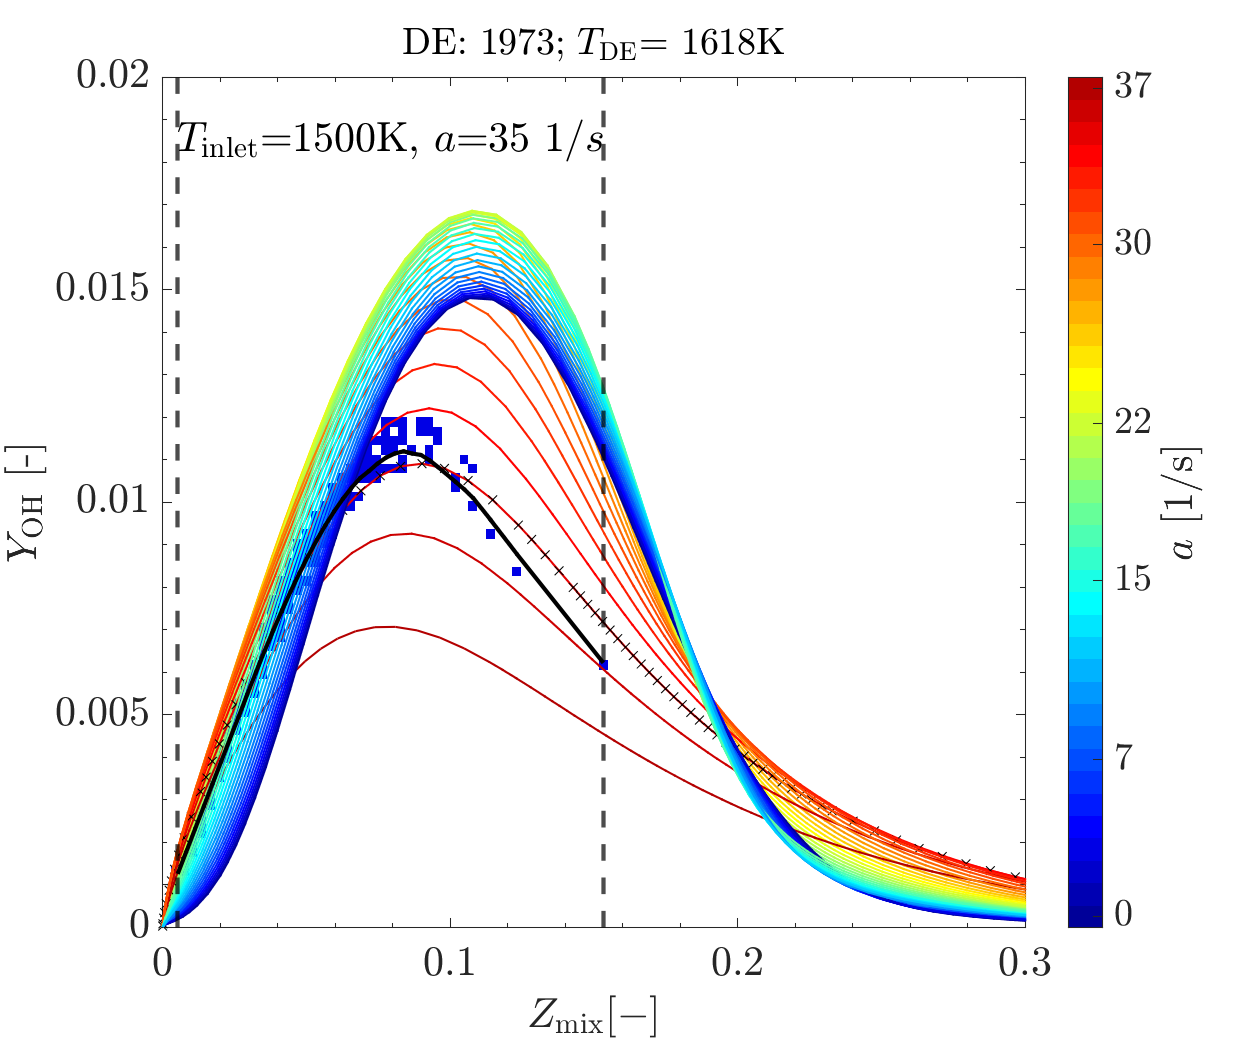 DE: 1973; T_DE= 1618K
T_inlet=1500K, a=35 1/s
Y_OH [-]
0.02
0.015
0.01
0.005
0
0 0.1 0.2 0.3
Z_mix[−]
37
30
22
15
7
0
a [1/s]